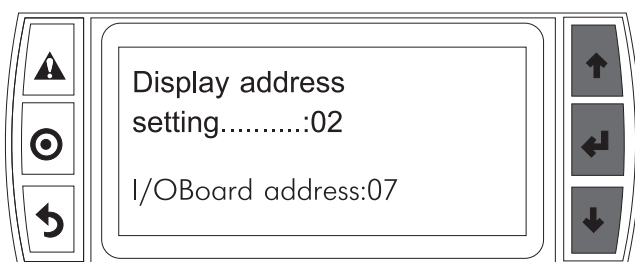 Display address
setting..........:02
I/OBoard address:07